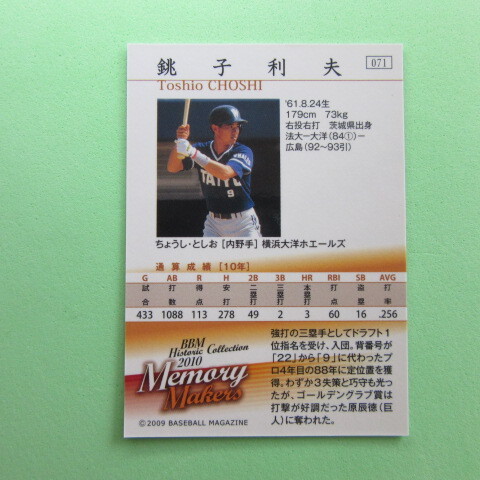 銚子利夫
071
Toshio CHOSHI
'61.8.24生
179cm 73kg
右投右打 茨城県出身
法大ー大洋(84①)ー
広島(92〜93引)
TAIYO
9
ちょうし・としお [内野手] 横浜大洋ホエールズ
通算成績 [10年]
G AB R H 2B 3B HR RBI SB AVG
試合 打数 得点 安打 二塁打 三塁打 本塁打 打点 盗塁 打率
433 1088 113 278 49 2 3 60 16 .256
BBM
Historic Collection
2010
Memory
Makers
強打の三塁手としてドラフト1
位指名を受け、入団。背番号が
「22」から「9」に代わったプ
ロ4年目の88年に定位置を獲
得。わずか3失策と巧守も光っ
たが、ゴールデングラブ賞は
打撃が好調だった原辰徳(巨
人)に奪われた。
©2009 BASEBALL MAGAZINE